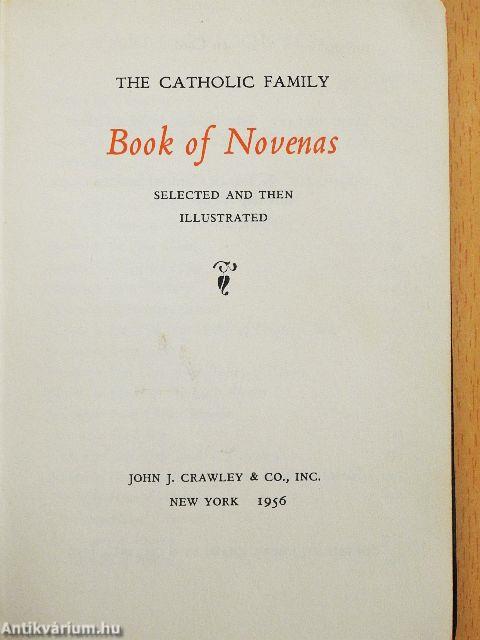 THE CATHOLIC FAMILY
Book of Novenas
SELECTED AND THEN
ILLUSTRATED
JOHN J. CRAWLEY & CO., INC.
NEW YORK 1956
Antikvárium.hu